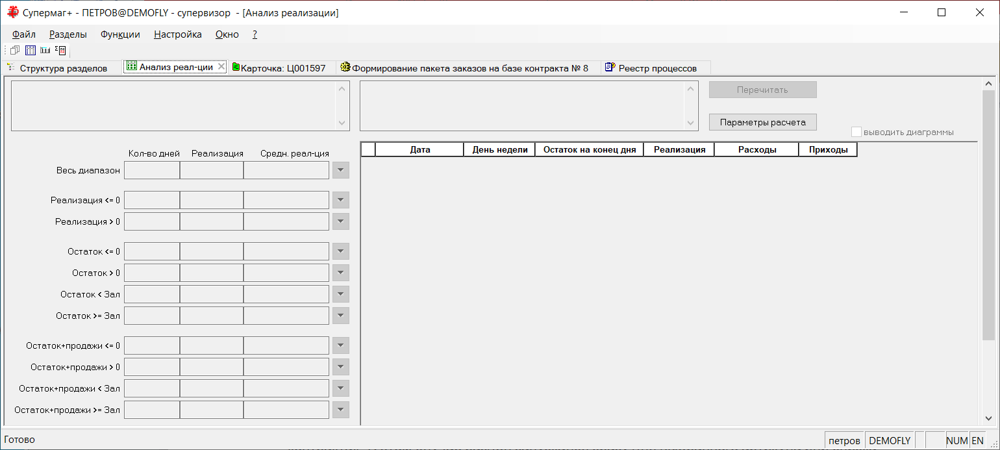 Супермаг+ - ПЕТРОВ@DEMOFLY - супервизор - [Анализ реализации]
Файл Разделы Функции Настройка Окно ?
Структура разделов Анализ реал-ции Карточка: Ц001597 Формирование пакета заказов на базе контракта № 8 Реестр процессов
Перечитать
Параметры расчета
выводить диаграммы
Кол-во дней Реализация Средн. реал-ция
Дата День недели Остаток на конец дня Реализация Расходы Приходы
Весь диапазон
Реализация <= 0
Реализация > 0
Остаток <= 0
Остаток > 0
Остаток < Зал
Остаток >= Зал
Остаток+продажи <= 0
Остаток+продажи > 0
Остаток+продажи < Зал
Остаток+продажи >= Зал
Готово петров DEMOFLY NUM EN